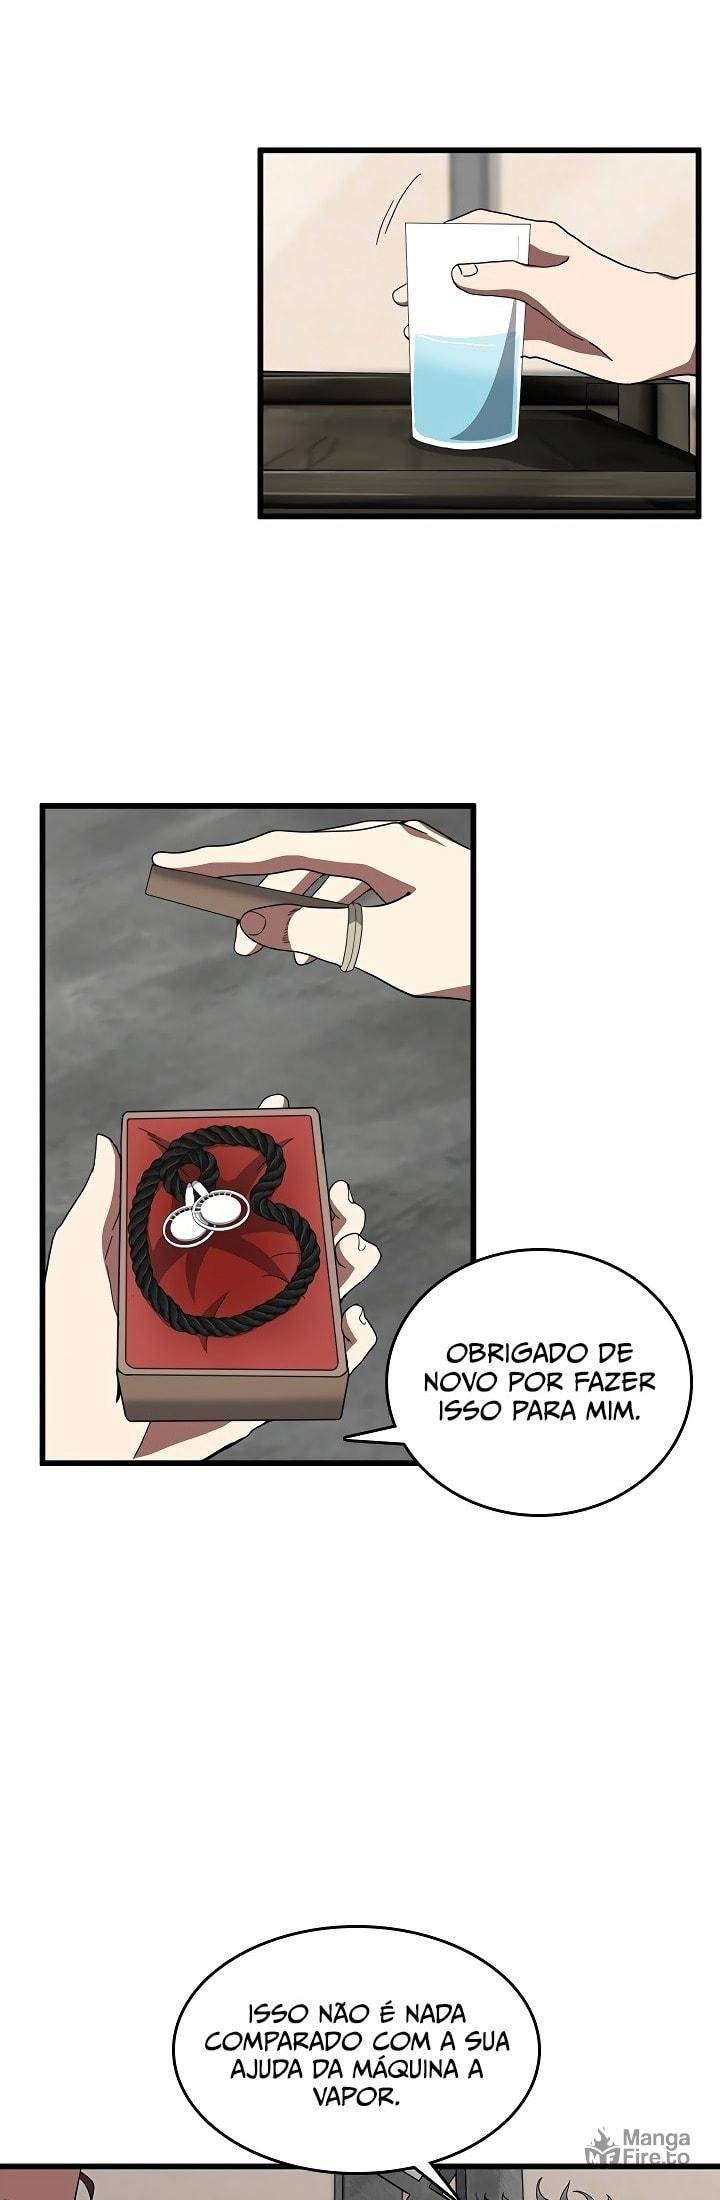 OBRIGADO DE
NOVO POR FAZER
ISSO PARA MIM.
ISSO NÃO É NADA
COMPARADO COM A SUA
AJUDA DA MÁQUINA A
VAPOR.
Manga
Fire.to